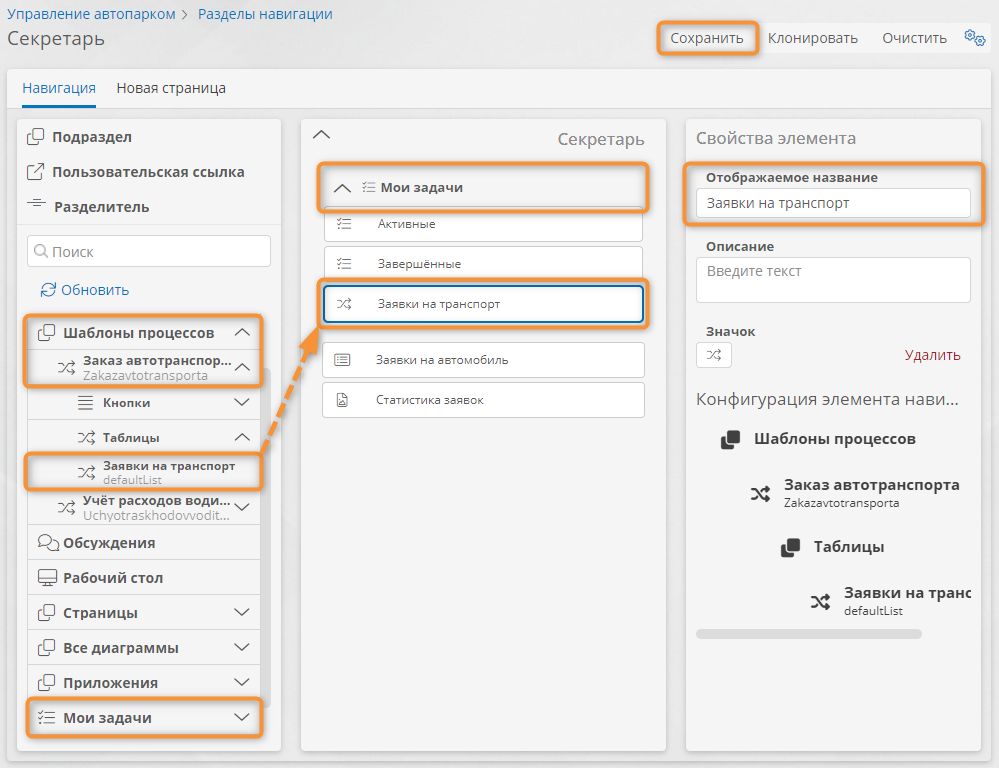 Управление автопарком > Разделы навигации
Секретарь
Сохранить Клонировать Очистить
Навигация Новая страница
Подраздел
Пользовательская ссылка
Разделитель
Поиск
Обновить
Шаблоны процессов
Заказ автотранспор...
Zakazavtotransporta
Кнопки
Таблицы
Заявки на транспорт
defaultList
Учёт расходов води...
Uchyotraskhodovvodit...
Обсуждения
Рабочий стол
Страницы
Все диаграммы
Приложения
Мои задачи
Секретарь
Мои задачи
Активные
Завершённые
Заявки на транспорт
Заявки на автомобиль
Статистика заявок
Свойства элемента
Отображаемое название
Заявки на транспорт
Описание
Введите текст
Значок
Удалить
Конфигурация элемента нави...
Шаблоны процессов
Заказ автотранспорта
Zakazavtotransporta
Таблицы
Заявки на транс
defaultList